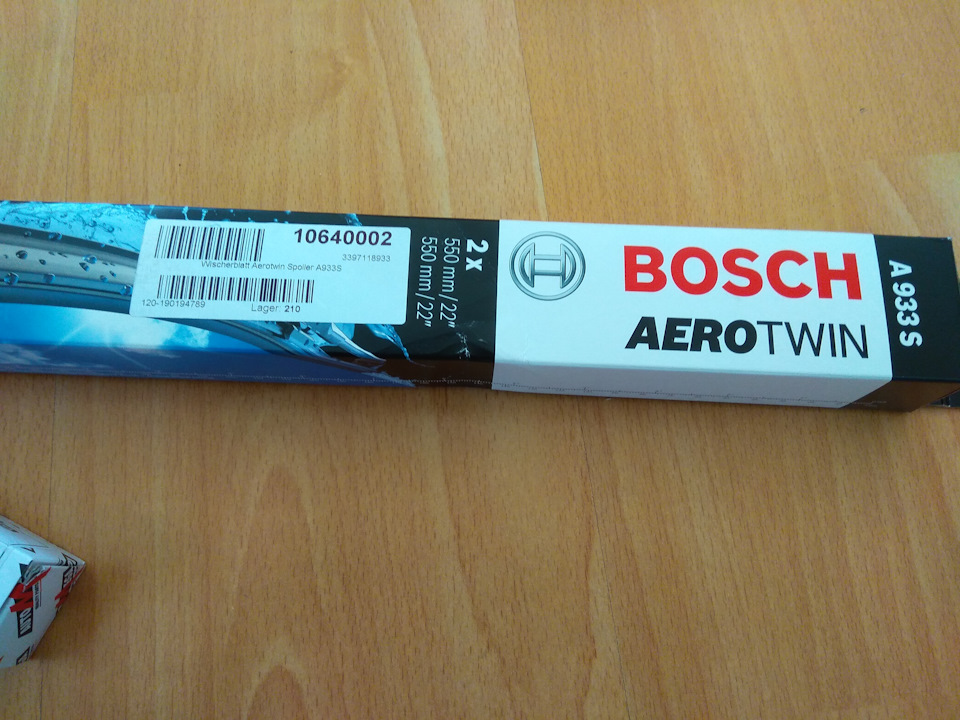 10640002
3397118933
Wischerblatt Aerotwin Spoiler A933S
120-190194789
Lager: 210
2 x
550 mm / 22"
550 mm / 22"
BOSCH
AEROTWIN
A 933 S